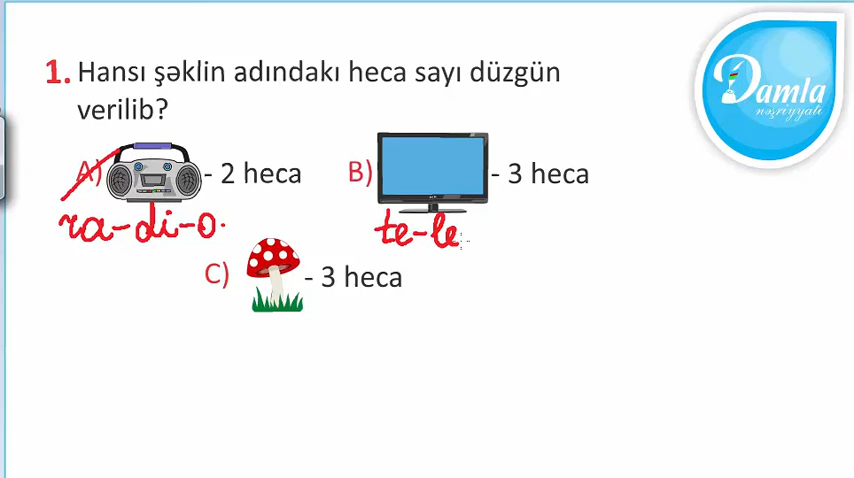 1. Hansı şəklin adındakı heca sayı düzgün
verilib?
A) - 2 heca B) - 3 heca
ra-di-o.
te-le
C) - 3 heca
Damla
nəşriyyatı